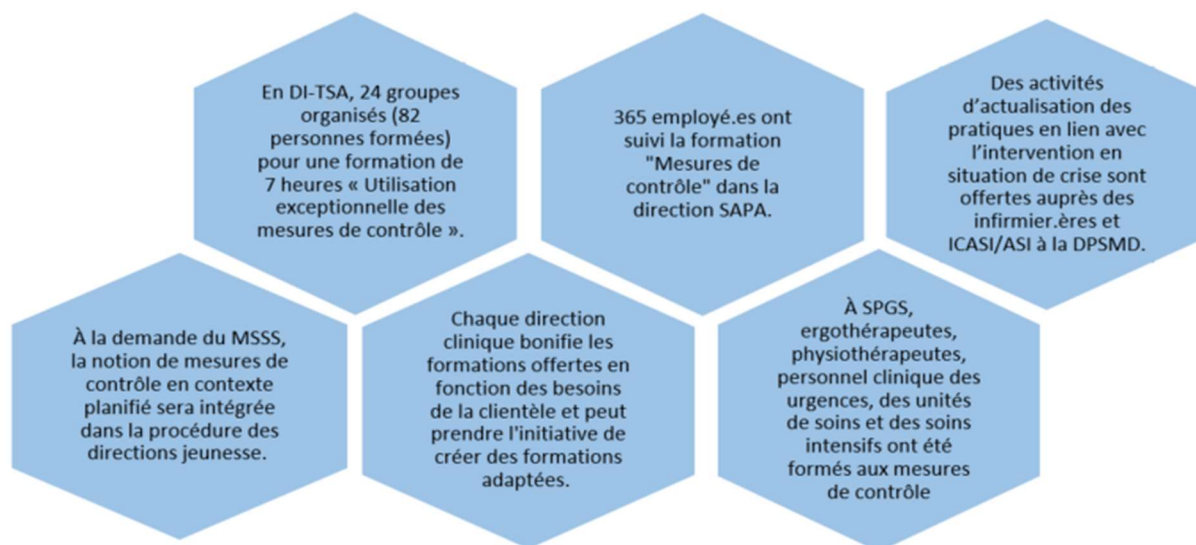 En DI-TSA, 24 groupes
organisés (82
personnes formées)
pour une formation de
7 heures « Utilisation
exceptionnelle des
mesures de contrôle ».
365 employé.es ont
suivi la formation
"Mesures de
contrôle" dans la
direction SAPA.
Des activités
d'actualisation des
pratiques en lien avec
l'intervention en
situation de crise sont
offertes auprès des
infirmier.ères et
ICASI/ASI à la DPSMD.
À la demande du MSSS,
la notion de mesures de
contrôle en contexte
planifié sera intégrée
dans la procédure des
directions jeunesse.
Chaque direction
clinique bonifie les
formations offertes en
fonction des besoins
de la clientèle et peut
prendre l'initiative de
créer des formations
adaptées.
À SPGS,
ergothérapeutes,
physiothérapeutes,
personnel clinique des
urgences, des unités
de soins et des soins
intensifs ont été
formés aux mesures
de contrôle